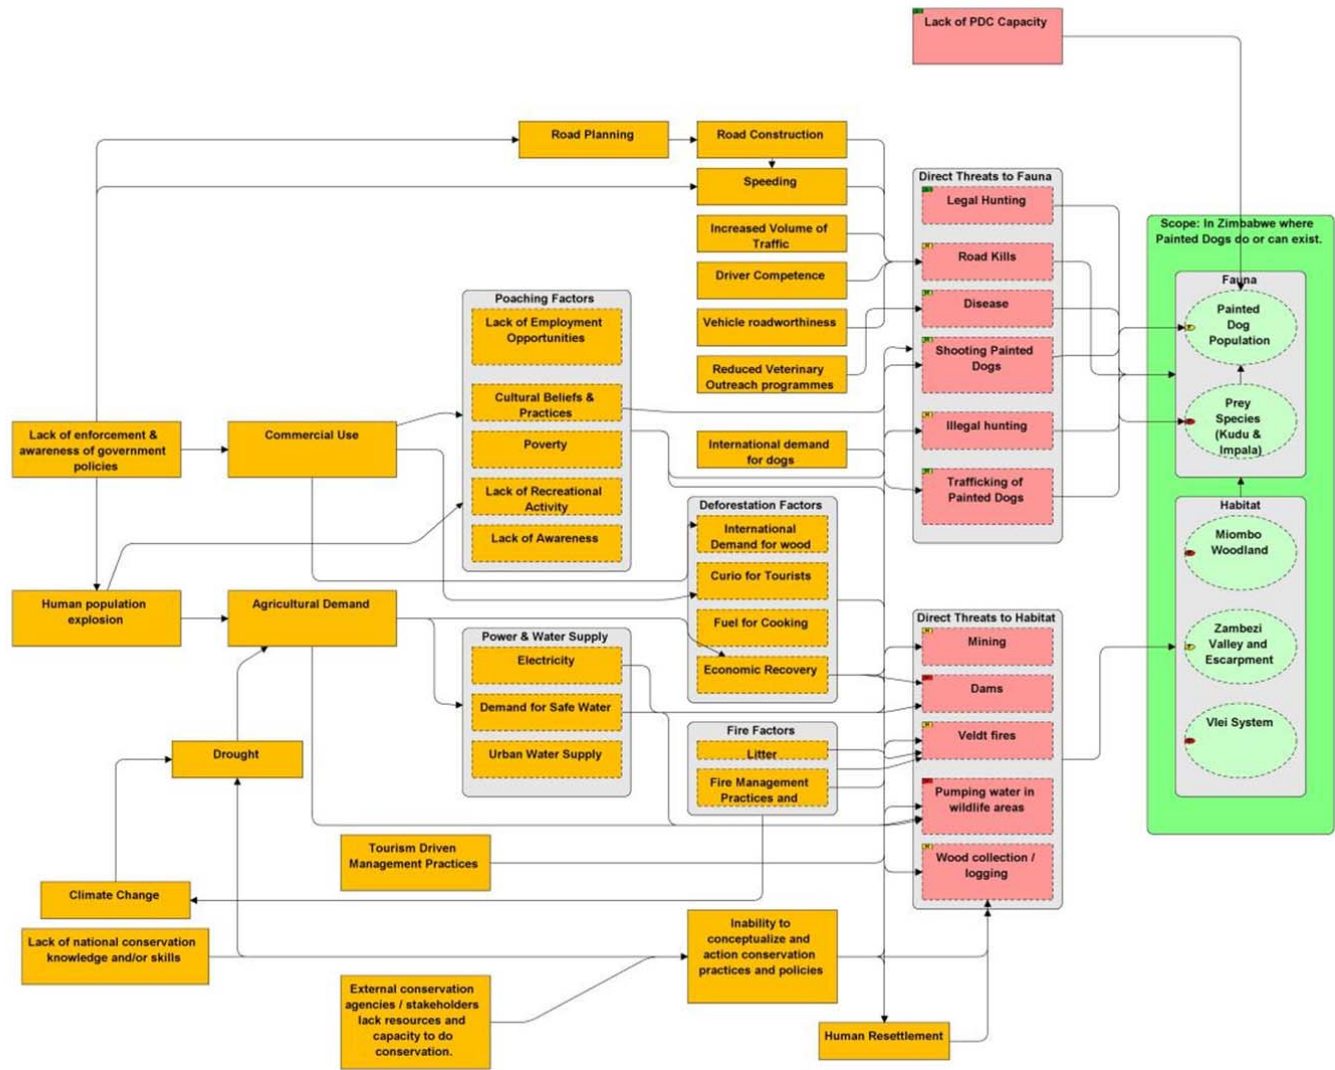 Lack of PDC Capacity
Road Planning
Road Construction
Speeding
Increased Volume of
Traffic
Driver Competence
Vehicle roadworthiness
Reduced Veterinary
Outreach programmes
International demand
for dogs
Direct Threats to Fauna
Legal Hunting
Road Kills
Disease
Shooting Painted
Dogs
Illegal hunting
Trafficking of
Painted Dogs
Scope: In Zimbabwe where
Painted Dogs do or can exist.
Fauna
Painted
Dog
Population
Prey
Species
(Kudu &
Impala)
Habitat
Miombo
Woodland
Zambezi
Valley and
Escarpment
Vlei System
Poaching Factors
Lack of Employment
Opportunities
Cultural Beliefs &
Practices
Poverty
Lack of Recreational
Activity
Lack of Awareness
Lack of enforcement &
awareness of government
policies
Commercial Use
Human population
explosion
Agricultural Demand
Deforestation Factors
International
Demand for wood
Curio for Tourists
Fuel for Cooking
Economic Recovery
Power & Water Supply
Electricity
Demand for Safe Water
Urban Water Supply
Direct Threats to Habitat
Mining
Dams
Veldt fires
Pumping water in
wildlife areas
Wood collection /
logging
Fire Factors
Litter
Fire Management
Practices and
Drought
Tourism Driven
Management Practices
Climate Change
Lack of national conservation
knowledge and/or skills
Inability to
conceptualize and
action conservation
practices and policies
External conservation
agencies / stakeholders
lack resources and
capacity to do
conservation.
Human Resettlement